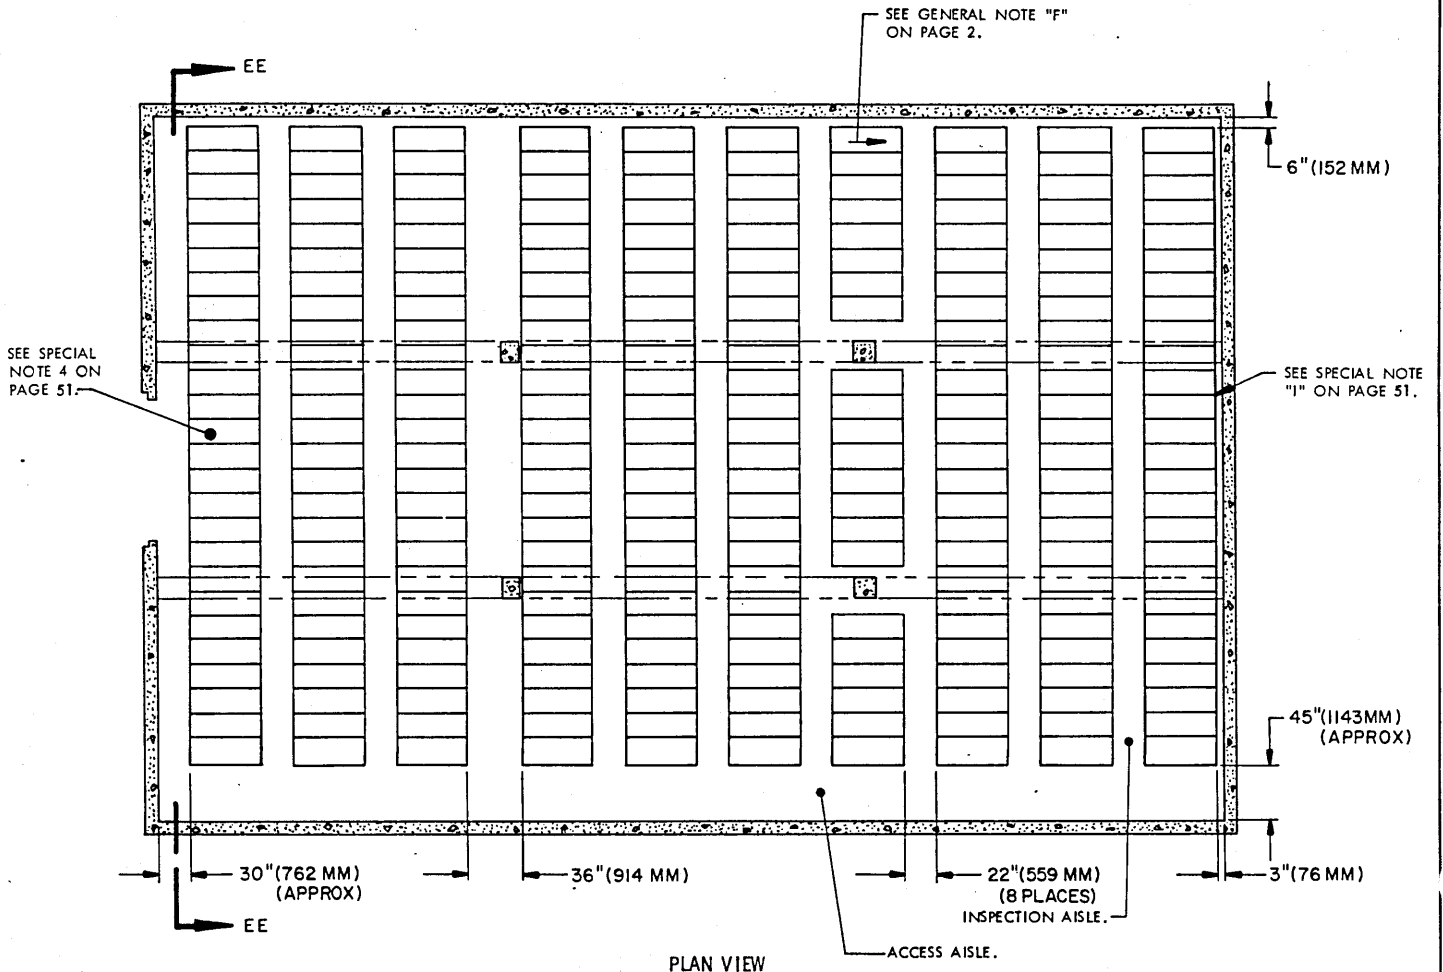 SEE GENERAL NOTE "F"
ON PAGE 2.
EE
6"(152 MM)
SEE SPECIAL
NOTE 4 ON
PAGE 51.
SEE SPECIAL NOTE
"1" ON PAGE 51.
45"(1143MM)
(APPROX)
30"(762 MM)
(APPROX)
36"(914 MM)
22"(559 MM)
(8 PLACES)
INSPECTION AISLE.
3"(76 MM)
EE
ACCESS AISLE.
PLAN VIEW